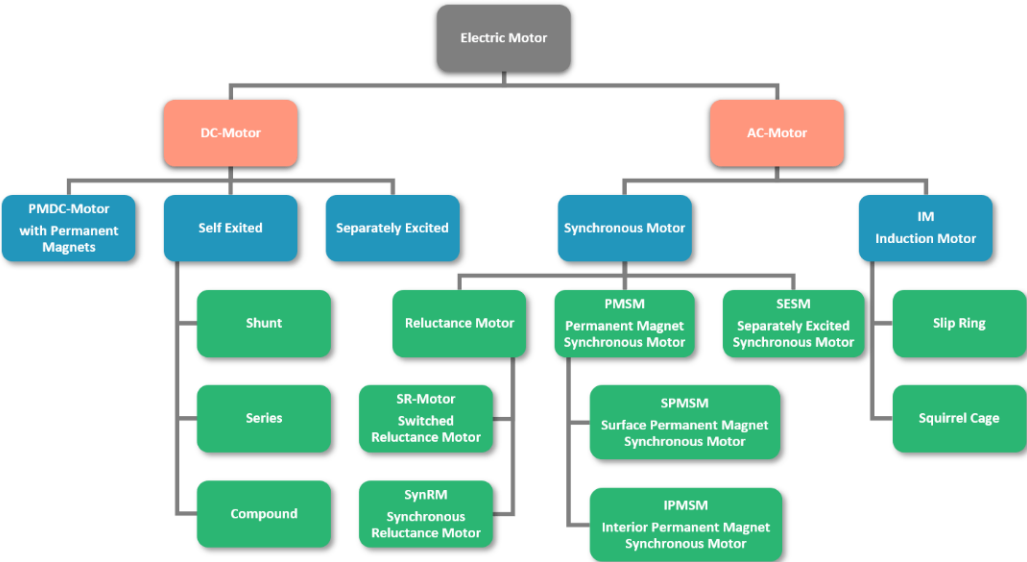 Electric Motor
DC-Motor
AC-Motor
PMDC-Motor
with Permanent
Magnets
Self Exited
Separately Excited
Synchronous Motor
IM
Induction Motor
Shunt
Series
Compound
Reluctance Motor
SR-Motor
Switched
Reluctance Motor
SynRM
Synchronous
Reluctance Motor
PMSM
Permanent Magnet
Synchronous Motor
SPMSM
Surface Permanent Magnet
Synchronous Motor
IPMSM
Interior Permanent Magnet
Synchronous Motor
SESM
Separately Excited
Synchronous Motor
Slip Ring
Squirrel Cage